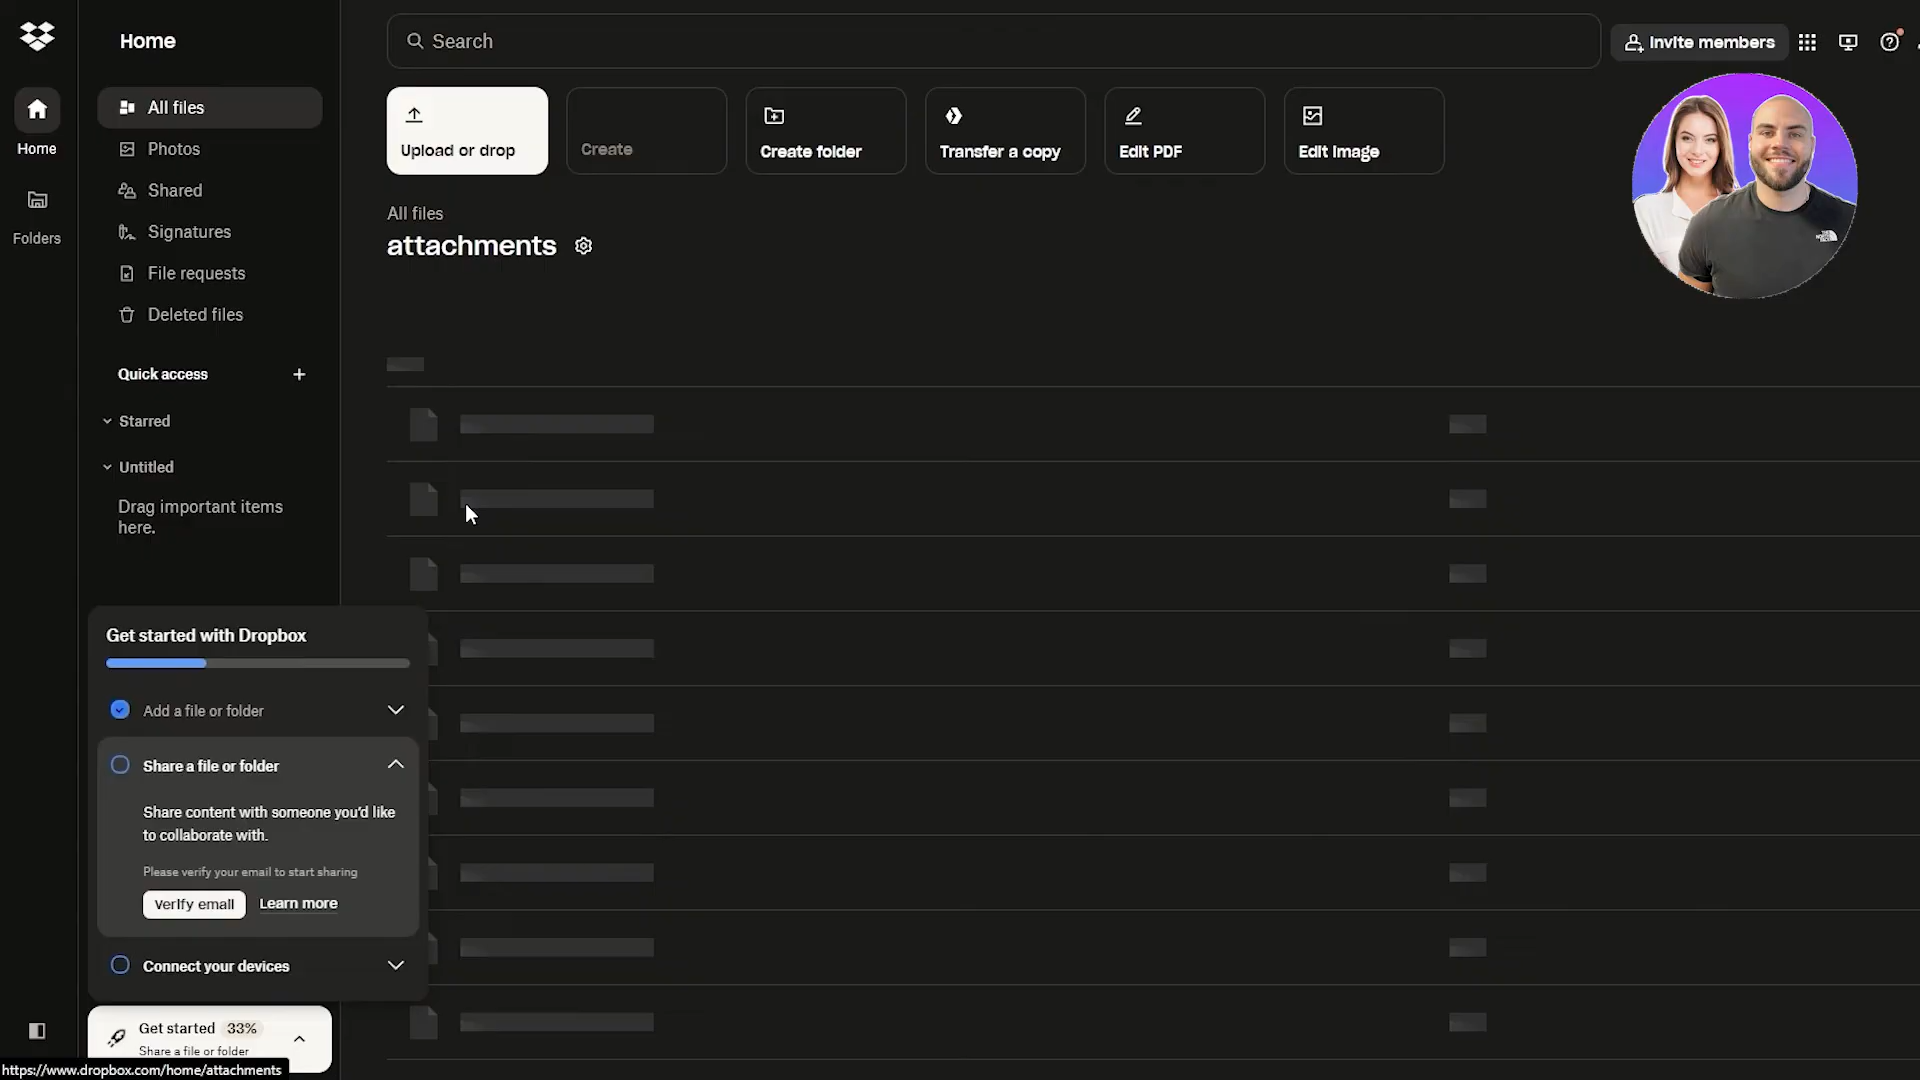 Home
Search
Invite members
All files
Photos
Shared
Signatures
File requests
Deleted files
Home
Folders
Quick access
Starred
Untitled
Drag important items
here.
Upload or drop
Create
Create folder
Transfer a copy
Edit PDF
Edit image
All files
attachments
THE NORTH FACE
Get started with Dropbox
Add a file or folder
Share a file or folder
Share content with someone you'd like
to collaborate with.
Please verify your email to start sharing
Verify email
Learn more
Connect your devices
Get started 33%
Share a file or folder
https://www.dropbox.com/home/attachments